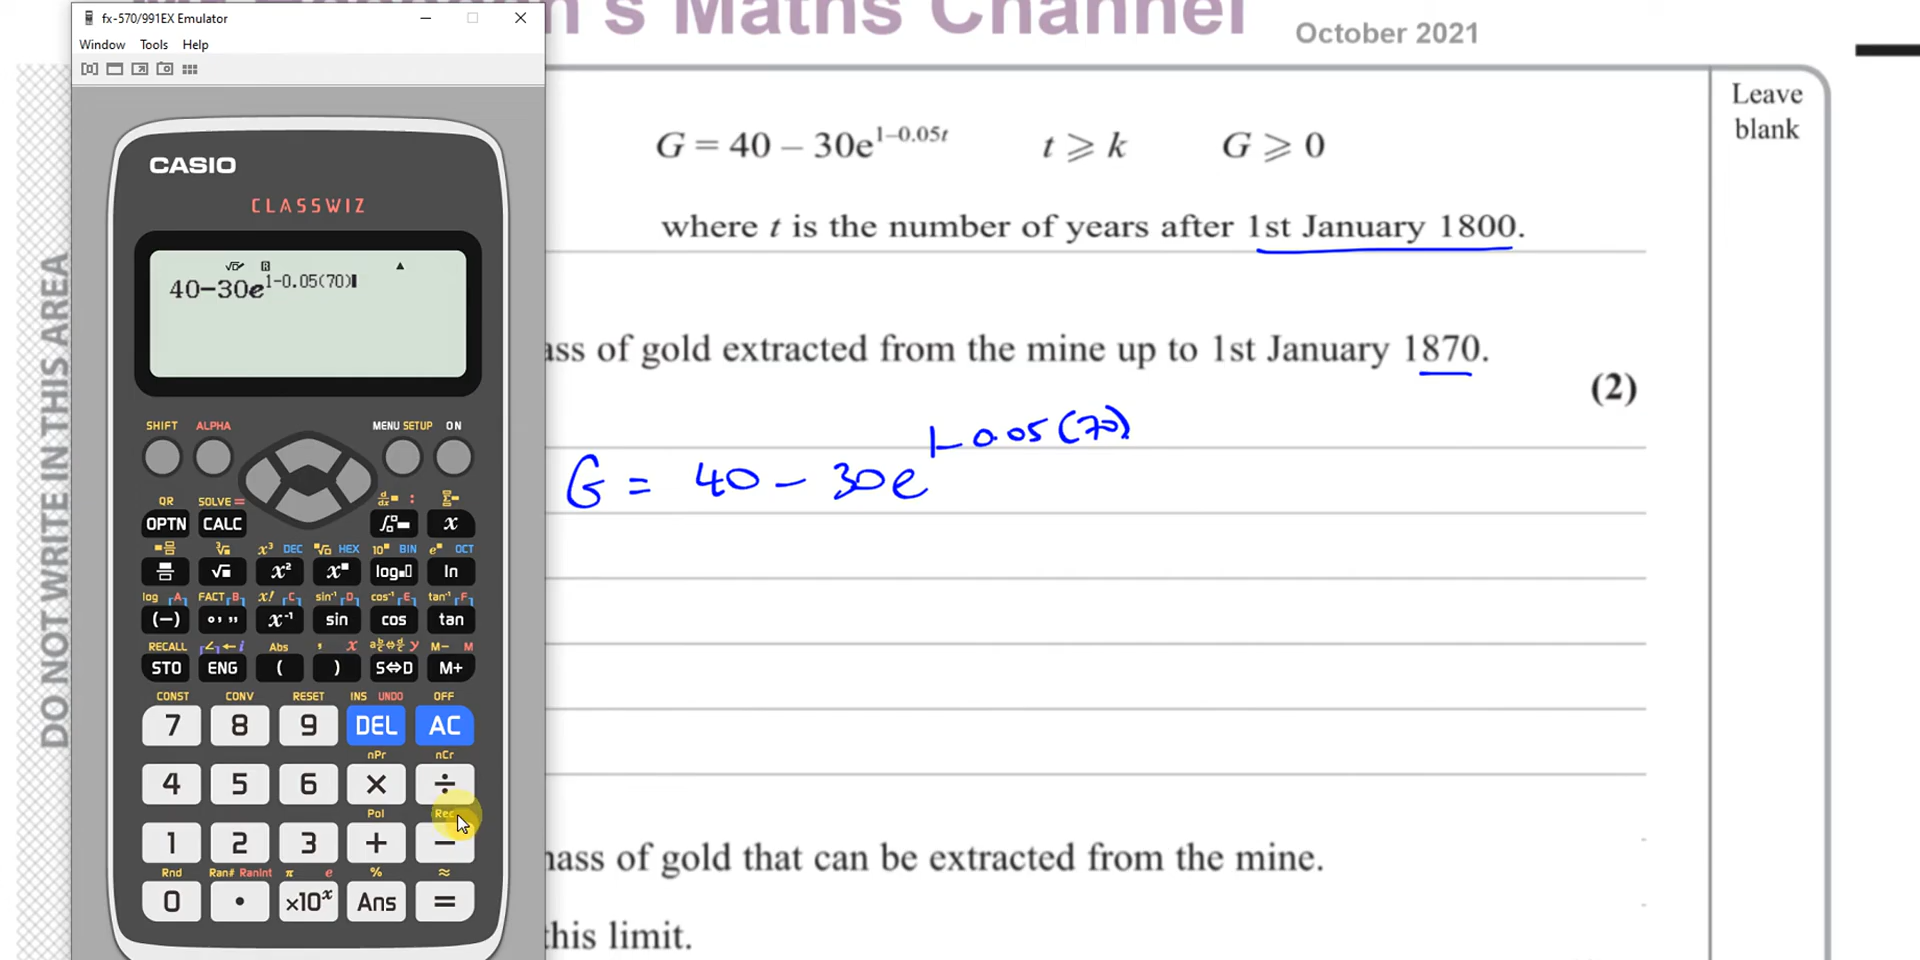 's Maths Channel
October 2021
fx-570/991EX Emulator
Window Tools Help
CASIO
CLASSWIZ
40−30e^1−0.05(70)
SHIFT ALPHA MENU SETUP ON
QR SOLVE = d/dx■ : Σ■−
OPTN CALC ∫■− x
x³ DEC ■√□ HEX 10■ BIN e■ OCT
√■ x² x■ log■□ ln
log A FACT B x! C sin⁻¹ D cos⁻¹ E tan⁻¹ F
(−) ° ’ ” x⁻¹ sin cos tan
RECALL ∠ ← i Abs , x a b/c⇔d/c y M− M
STO ENG ( ) S⇔D M+
CONST CONV RESET INS UNDO OFF
7 8 9 DEL AC
nPr nCr
4 5 6 × ÷
Pol Rec
1 2 3 + −
Rnd Ran# RanInt π e % ≈
0 • ×10^x Ans =
DO NOT WRITE IN THIS AREA
G = 40 – 30e^1–0.05t t ⩾ k G ⩾ 0
Leave
blank
where t is the number of years after 1st January 1800.
ass of gold extracted from the mine up to 1st January 1870.
(2)
G = 40 − 30e^1−0.05(70)
mass of gold that can be extracted from the mine.
this limit.